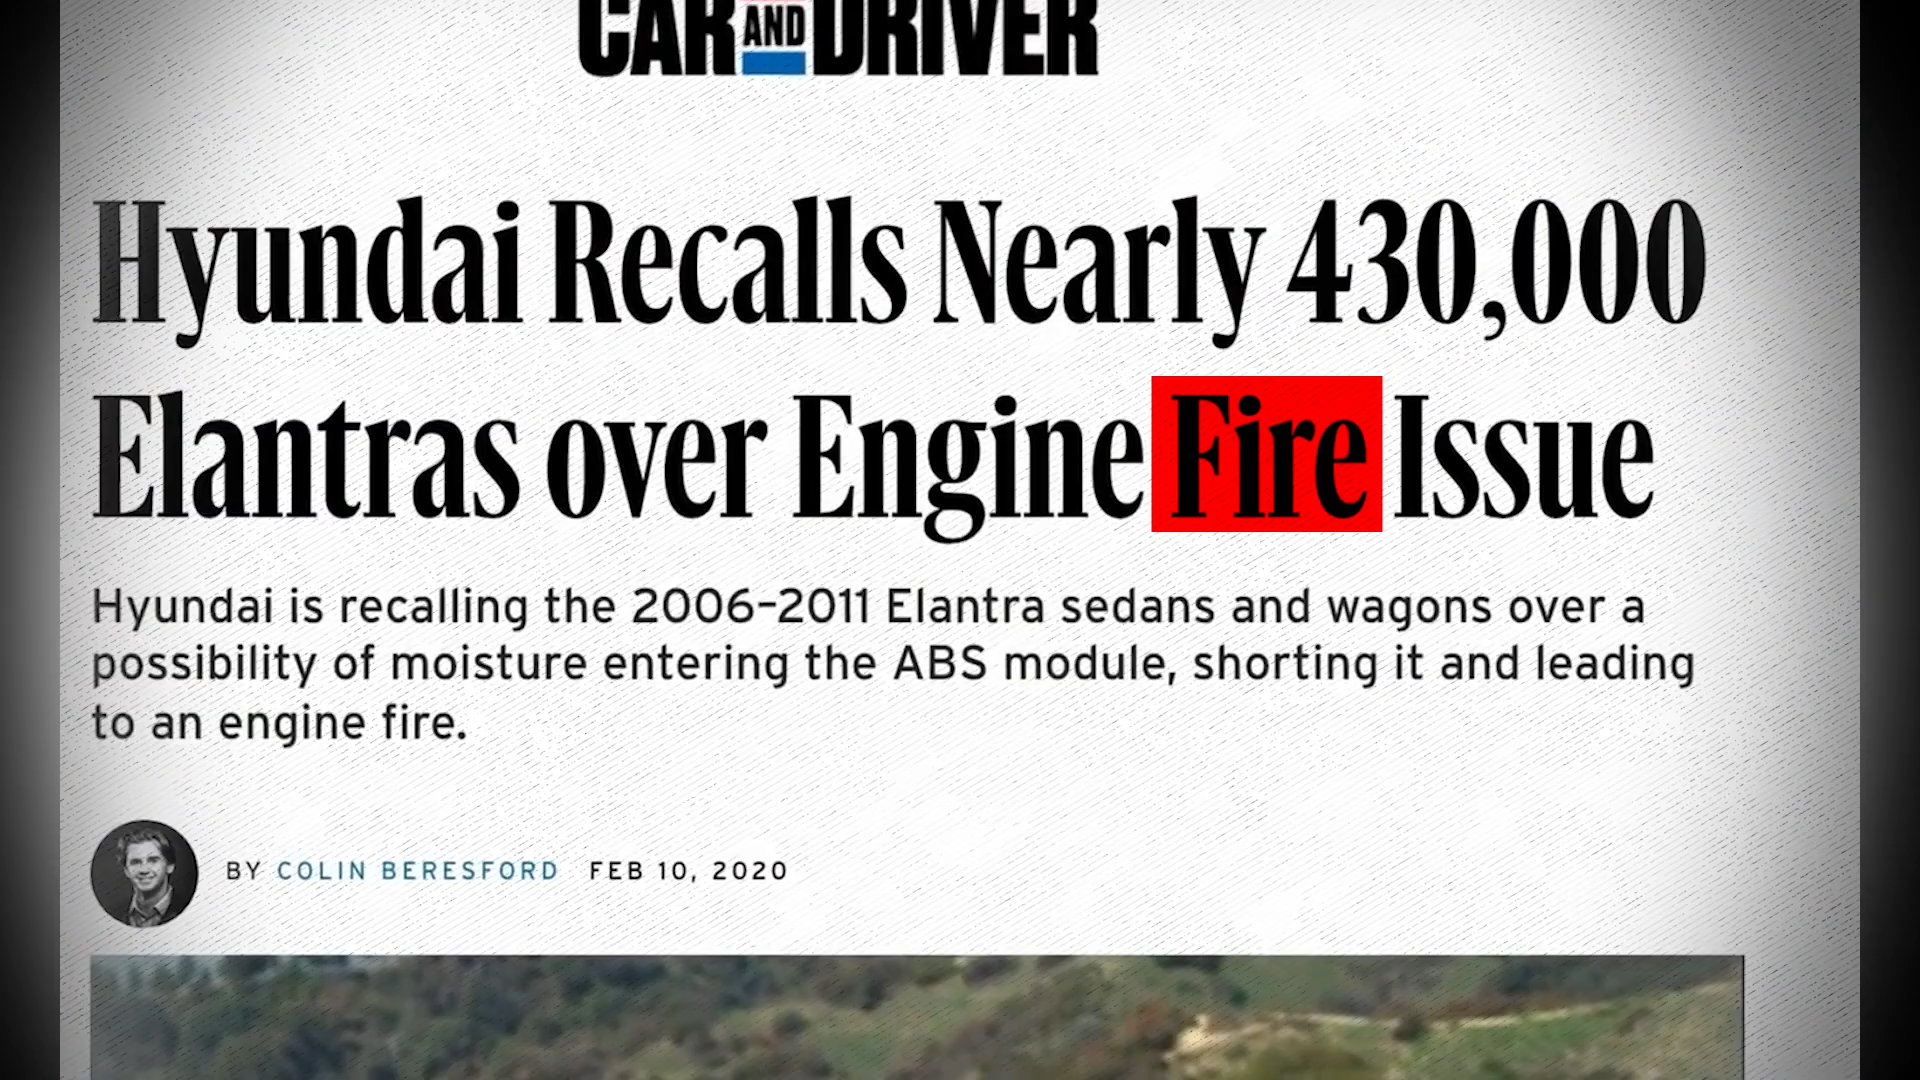 CAR AND DRIVER
Hyundai Recalls Nearly 430,000
Elantras over Engine Fire Issue
Hyundai is recalling the 2006–2011 Elantra sedans and wagons over a
possibility of moisture entering the ABS module, shorting it and leading
to an engine fire.
BY COLIN BERESFORD FEB 10, 2020